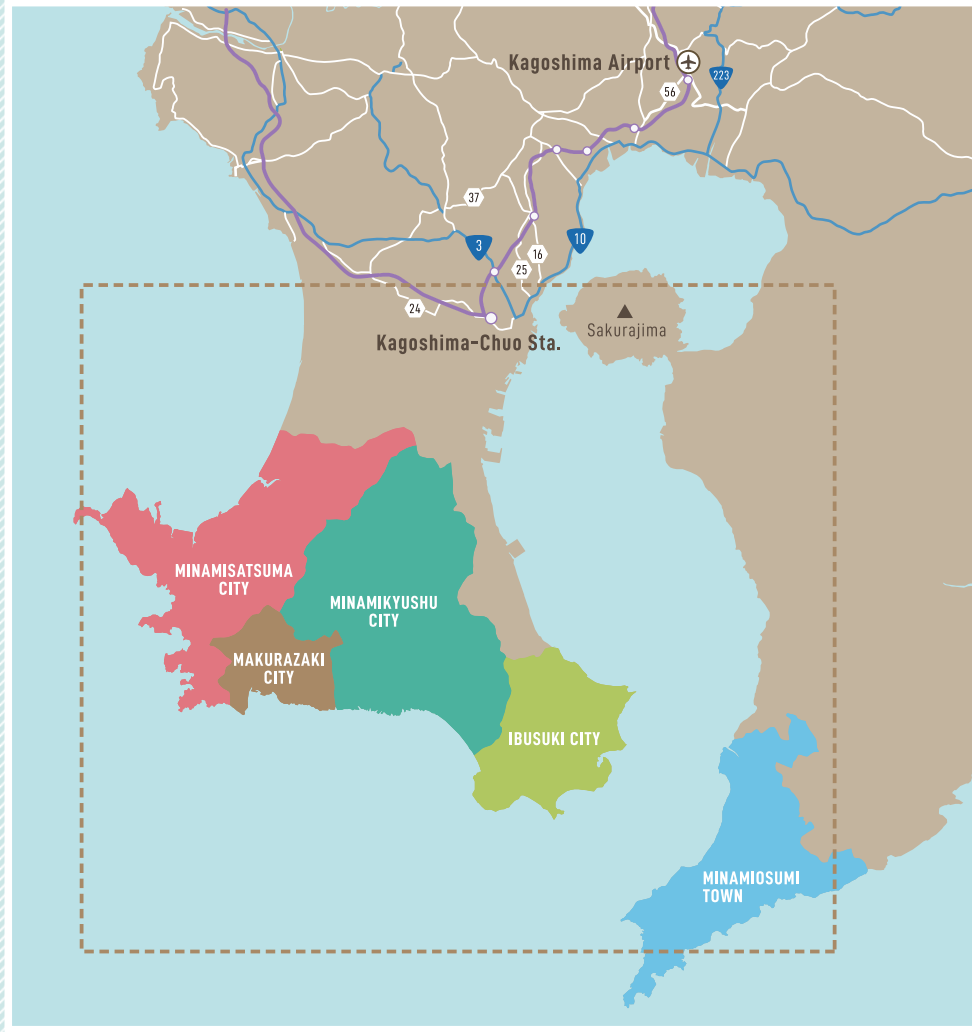 Kagoshima Airport
56
223
37
3
16
10
25
24
Kagoshima-Chuo Sta.
Sakurajima
MINAMISATSUMA
CITY
MINAMIKYUSHU
CITY
MAKURAZAKI
CITY
IBUSUKI CITY
MINAMIOSUMI
TOWN